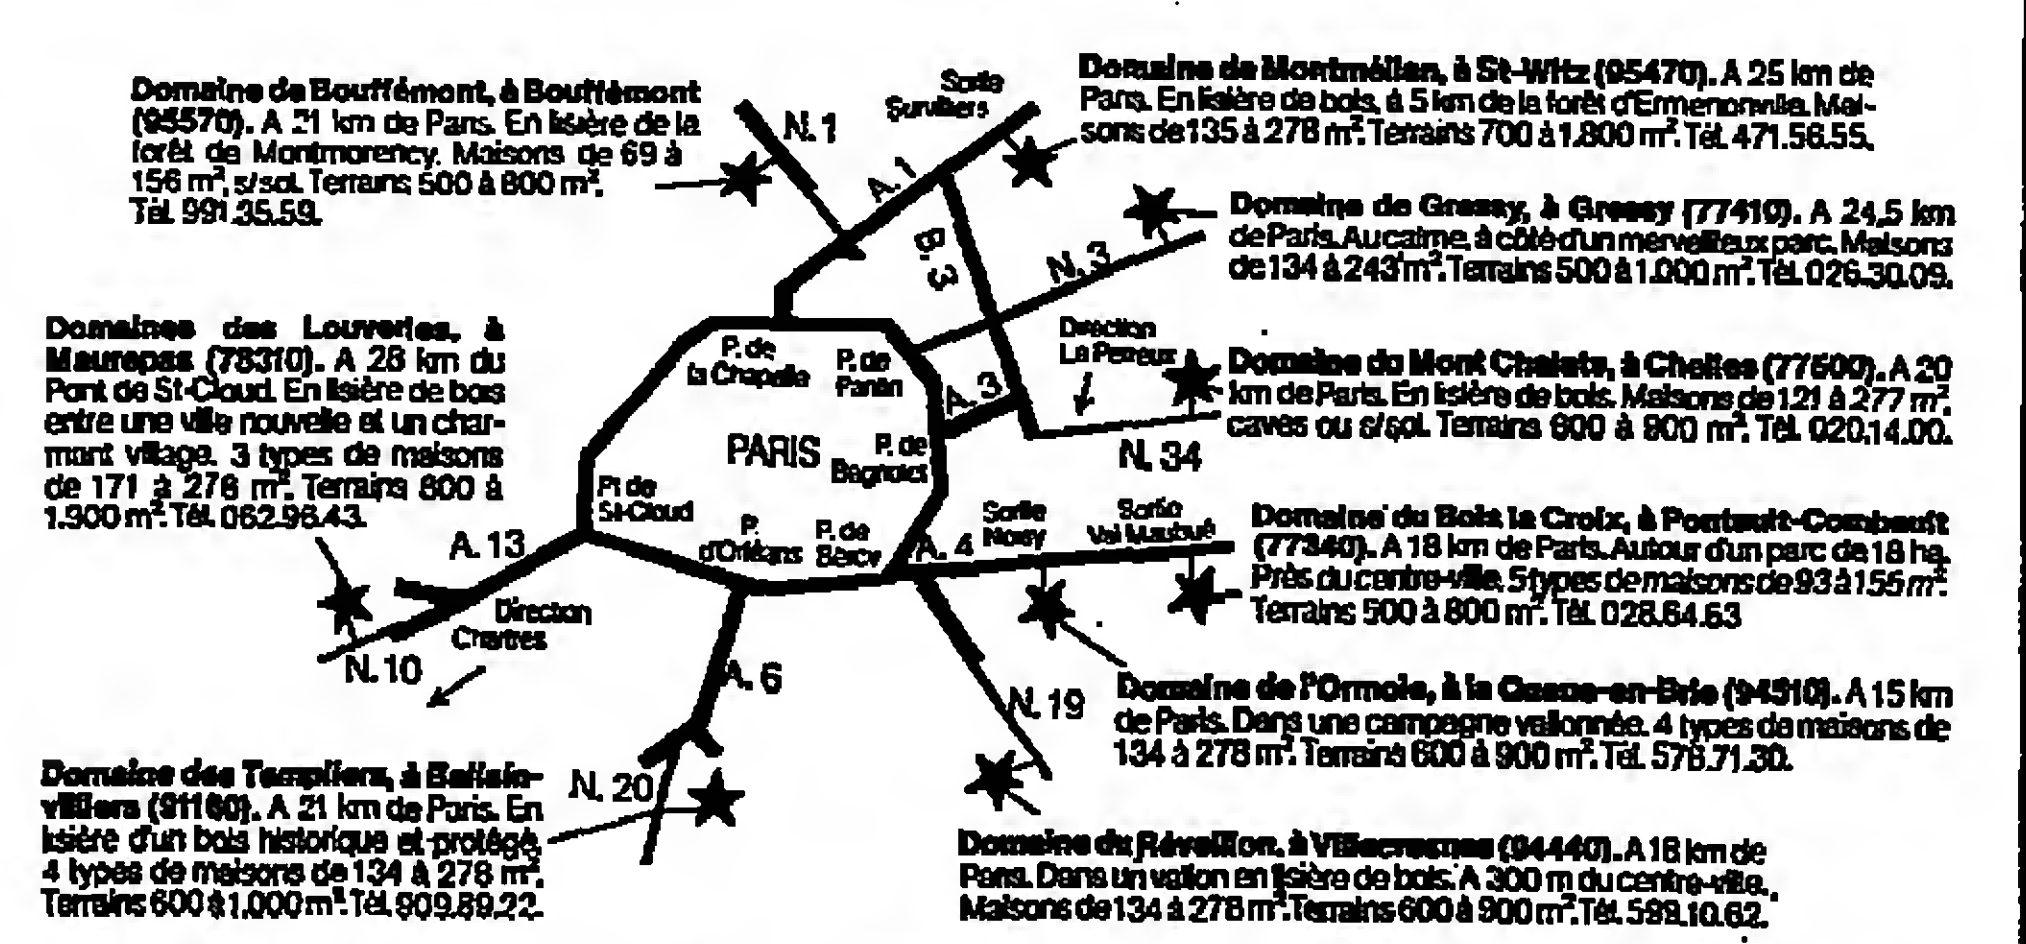 Domaine de Bouffémont, à Bouffémont
(95570). A 21 km de Paris. En lisière de la
forêt de Montmorency. Maisons de 69 à
156 m², s/sol. Terrains 500 à 800 m².
Tél. 991.35.59.
N.1
Sortie
Survilliers
A.1
B.3
Domaine de Montmélian, à St-Witz (95470). A 25 km de
Paris. En lisière de bois, à 5 km de la forêt d'Ermenonville. Mai-
sons de 135 à 278 m². Terrains 700 à 1.800 m². Tél. 471.56.55.
N.3
Domaine de Gressy, à Gressy (77410). A 24,5 km
de Paris. Au calme, à côté d'un merveilleux parc. Maisons
de 134 à 243 m². Terrains 500 à 1.000 m². Tél. 026.30.09.
Domaines des Louveries, à
Maurepas (78310). A 26 km du
Pont de St-Cloud. En lisière de bois
entre une ville nouvelle et un char-
mant village. 3 types de maisons
de 171 à 276 m². Terrains 600 à
1.900 m². Tél. 062.96.43.
P. de
la Chapelle
P. de
Pantin
Direction
La Perreux
A.3
N.34
Domaine du Mont Chalats, à Chelles (77500). A 20
km de Paris. En lisière de bois. Maisons de 121 à 277 m²,
caves ou s/sol. Terrains 600 à 900 m². Tél. 020.14.00.
PARIS
P. de
Bagnolet
Pt de
St-Cloud
P.
d'Orléans
P. de
Bercy
A.4
Sortie
Noisy
Sortie
Val Maubué
Domaine du Bois la Croix, à Pontault-Combault
(77340). A 18 km de Paris. Autour d'un parc de 18 ha.
Près du centre-ville. 5 types de maisons de 93 à 155 m².
Terrains 500 à 800 m². Tél. 028.64.63
A.13
Direction
Chartres
N.10
A.6
N.19
Domaine de l'Ormoie, à la Queue-en-Brie (94510). A 15 km
de Paris. Dans une campagne vallonnée. 4 types de maisons de
134 à 278 m². Terrains 600 à 900 m². Tél. 576.71.30.
N.20
Domaine des Templiers, à Ballain-
villiers (91160). A 21 km de Paris. En
lisière d'un bois historique et protégé,
4 types de maisons de 134 à 278 m².
Terrains 600 à 1.000 m². Tél. 909.89.22.
Domaine du Réveillon, à Villecresnes (94440). A 18 km de
Paris. Dans un vallon en lisière de bois. A 300 m du centre-ville.
Maisons de 134 à 278 m². Terrains 600 à 900 m². Tél. 599.10.62.